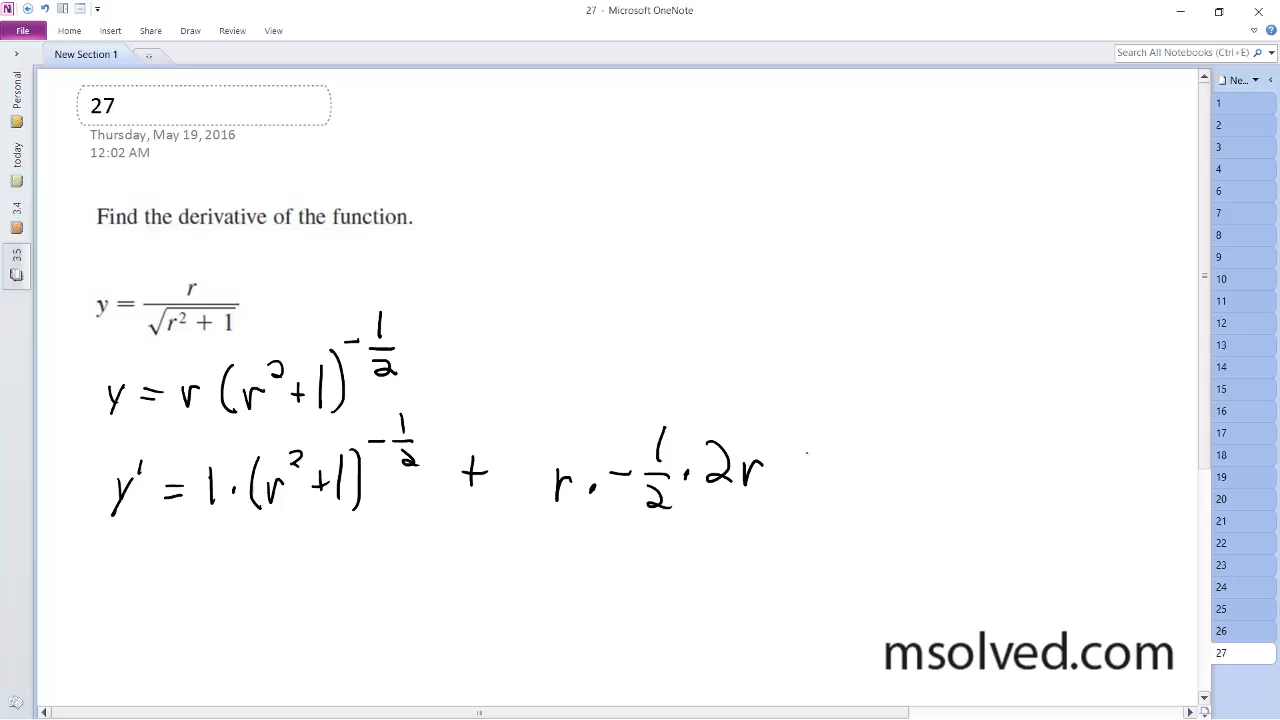 27 - Microsoft OneNote
File Home Insert Share Draw Review View
New Section 1
Search All Notebooks (Ctrl+E)
Personal
today
3.4
3.5
27
Thursday, May 19, 2016
12:02 AM
Find the derivative of the function.
y = r / √(r² + 1)
y = r (r²+1)^(-1/2)
y' = 1 · (r²+1)^(-1/2) + r · -1/2 · 2r
msolved.com
Ne...
1
2
3
4
6
7
8
9
10
11
12
13
14
15
16
17
18
19
20
21
22
23
24
25
26
27